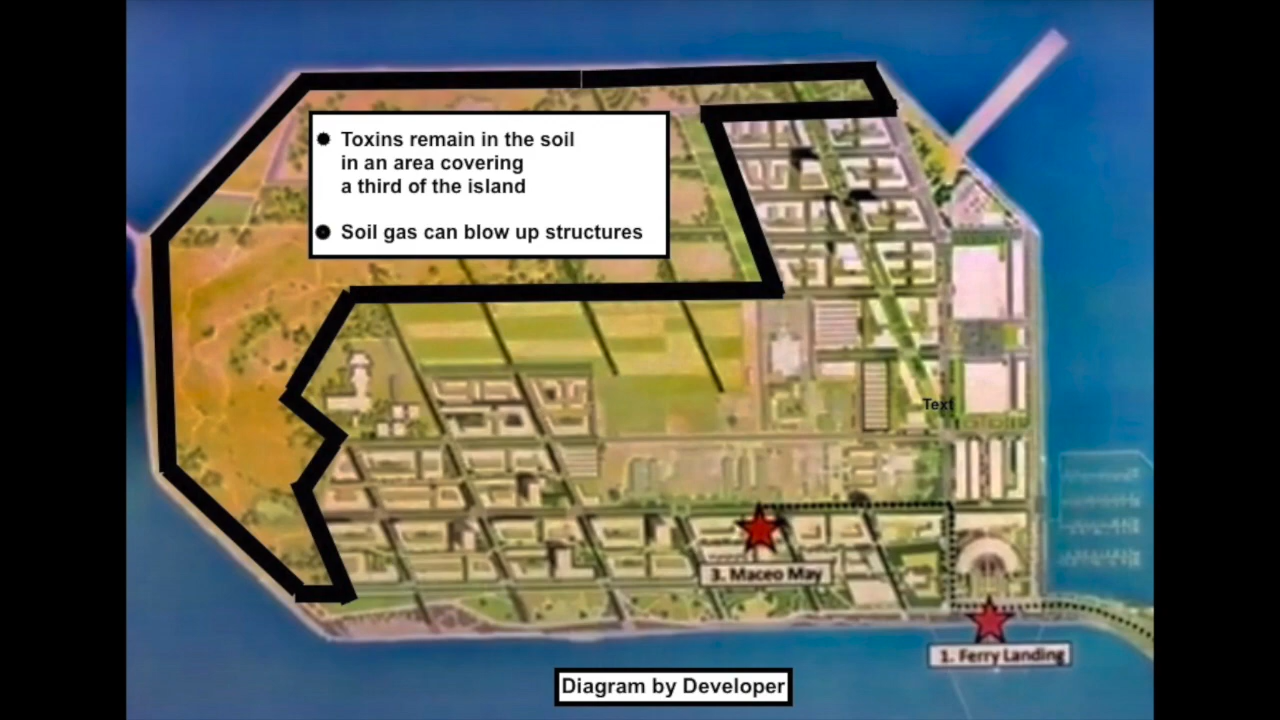 Toxins remain in the soil
in an area covering
a third of the island
Soil gas can blow up structures
Text
3. Maceo May
1. Ferry Landing
Diagram by Developer